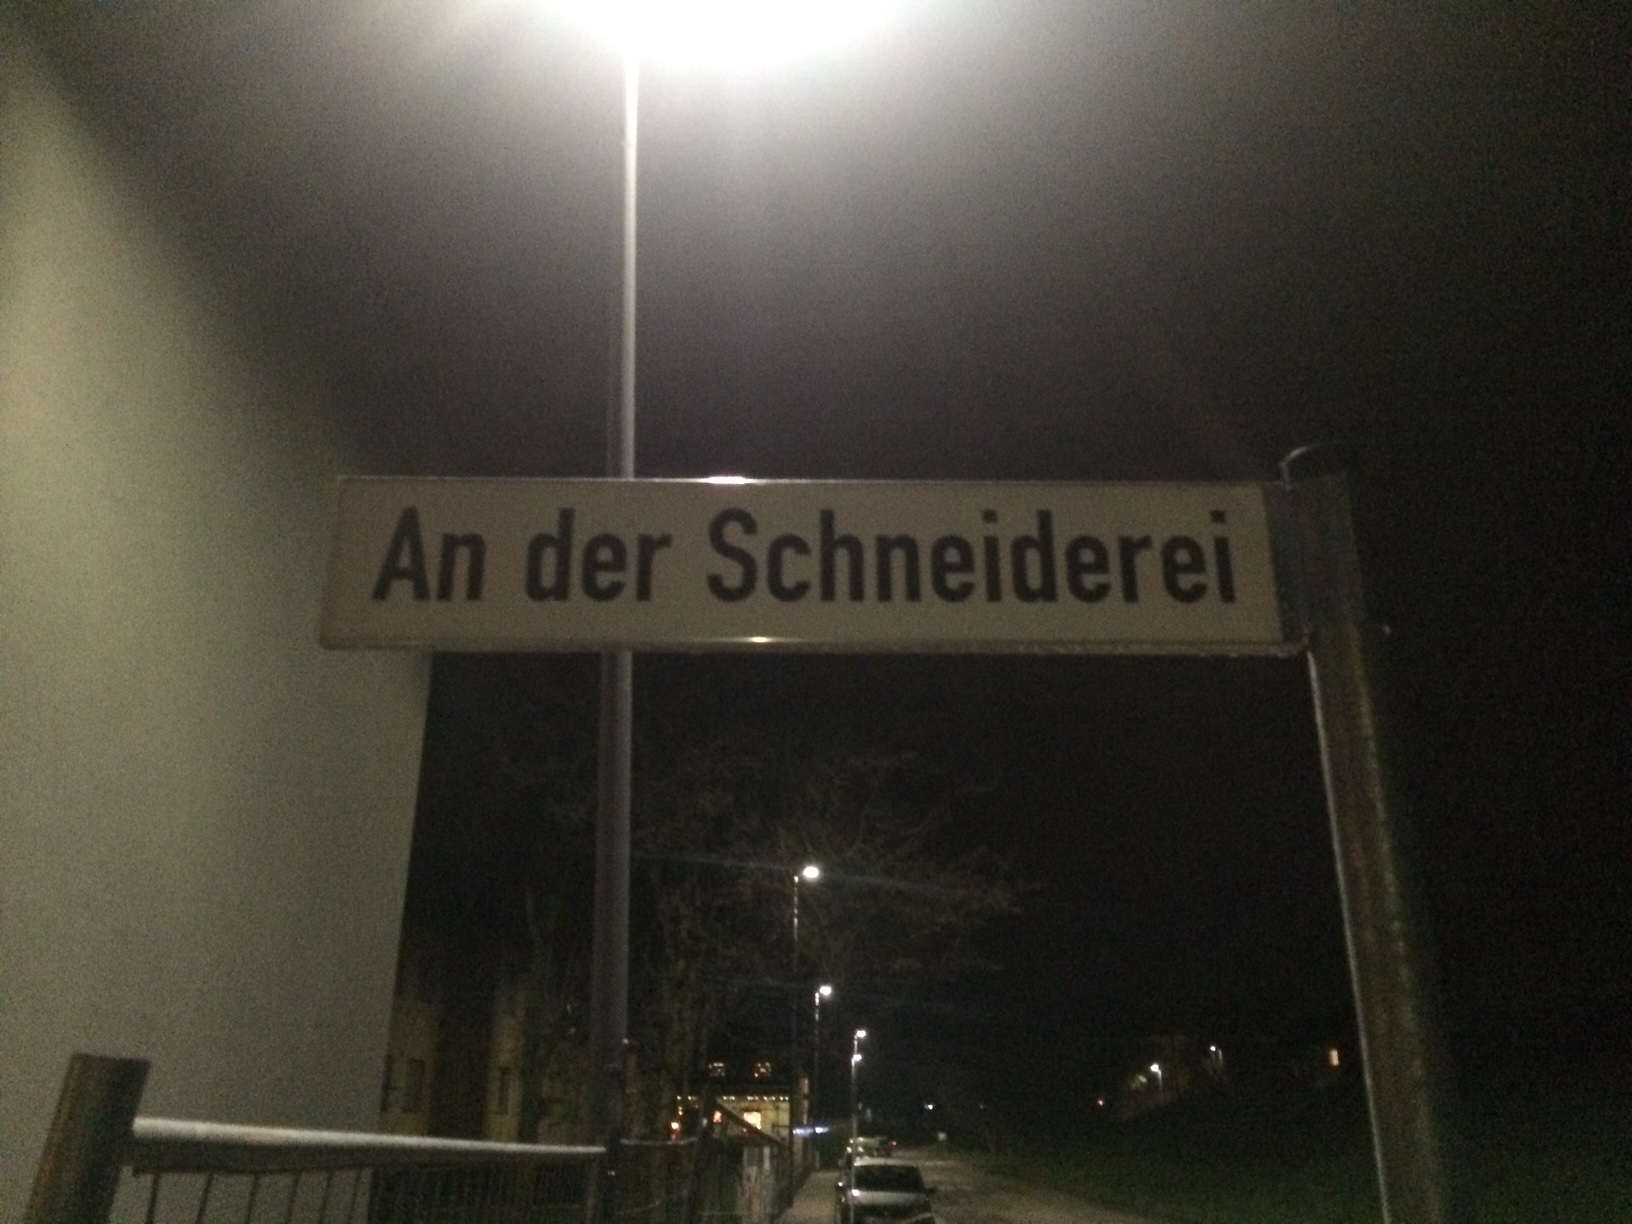 An der Schneiderei